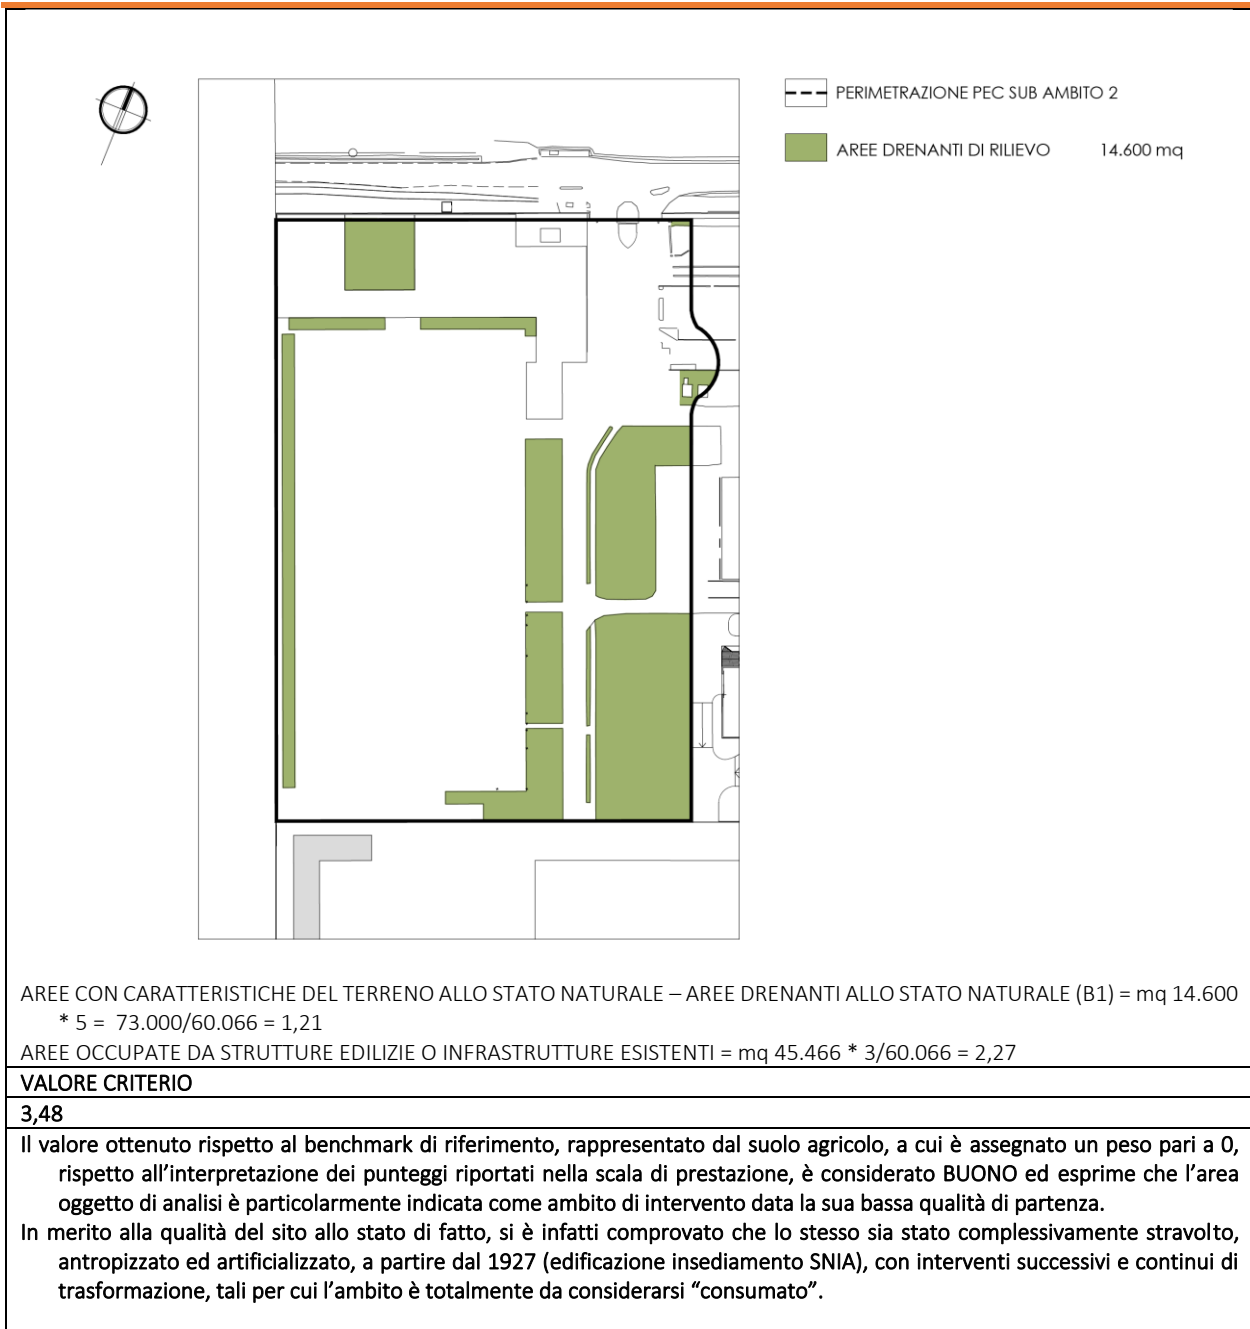 PERIMETRAZIONE PEC SUB AMBITO 2
AREE DRENANTI DI RILIEVO 14.600 mq
AREE CON CARATTERISTICHE DEL TERRENO ALLO STATO NATURALE – AREE DRENANTI ALLO STATO NATURALE (B1) = mq 14.600
* 5 = 73.000/60.066 = 1,21
AREE OCCUPATE DA STRUTTURE EDILIZIE O INFRASTRUTTURE ESISTENTI = mq 45.466 * 3/60.066 = 2,27
VALORE CRITERIO
3,48
Il valore ottenuto rispetto al benchmark di riferimento, rappresentato dal suolo agricolo, a cui è assegnato un peso pari a 0,
rispetto all’interpretazione dei punteggi riportati nella scala di prestazione, è considerato BUONO ed esprime che l’area
oggetto di analisi è particolarmente indicata come ambito di intervento data la sua bassa qualità di partenza.
In merito alla qualità del sito allo stato di fatto, si è infatti comprovato che lo stesso sia stato complessivamente stravolto,
antropizzato ed artificializzato, a partire dal 1927 (edificazione insediamento SNIA), con interventi successivi e continui di
trasformazione, tali per cui l’ambito è totalmente da considerarsi “consumato”.